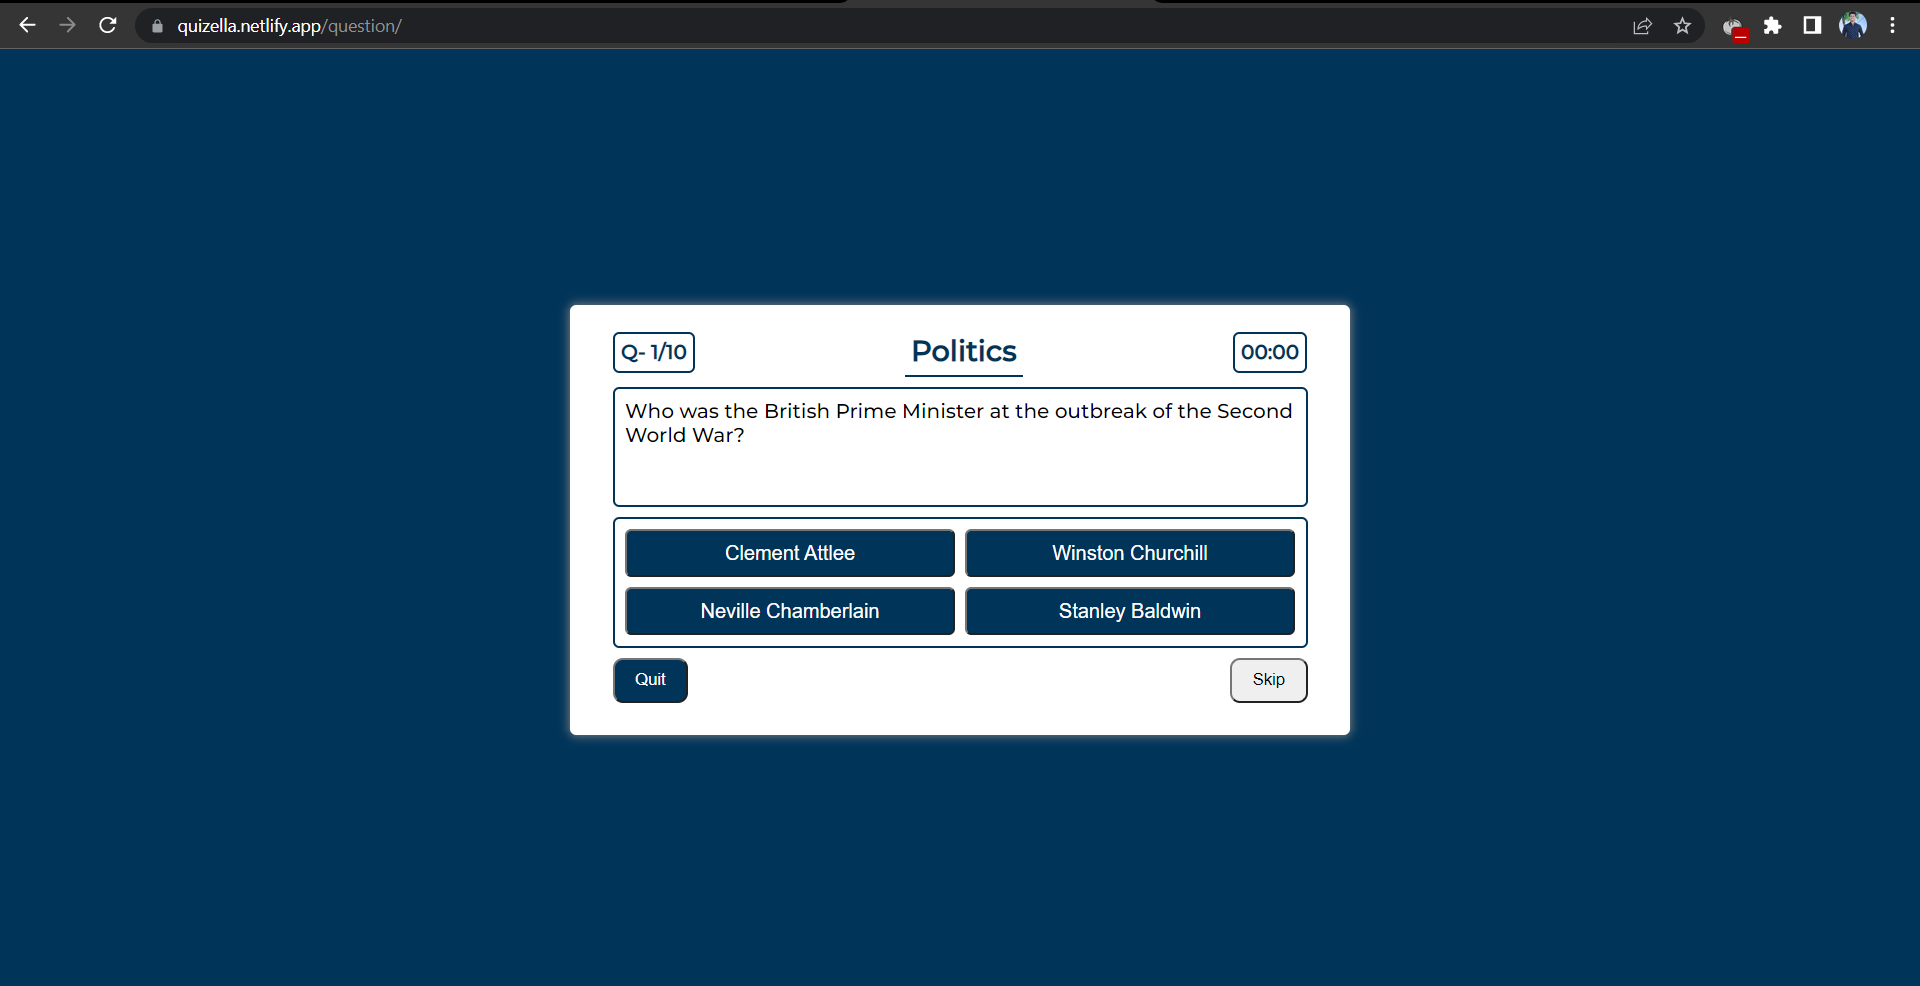 quizella.netlify.app/question/
Q- 1/10
Politics
00:00
Who was the British Prime Minister at the outbreak of the Second
World War?
Clement Attlee
Winston Churchill
Neville Chamberlain
Stanley Baldwin
Quit
Skip